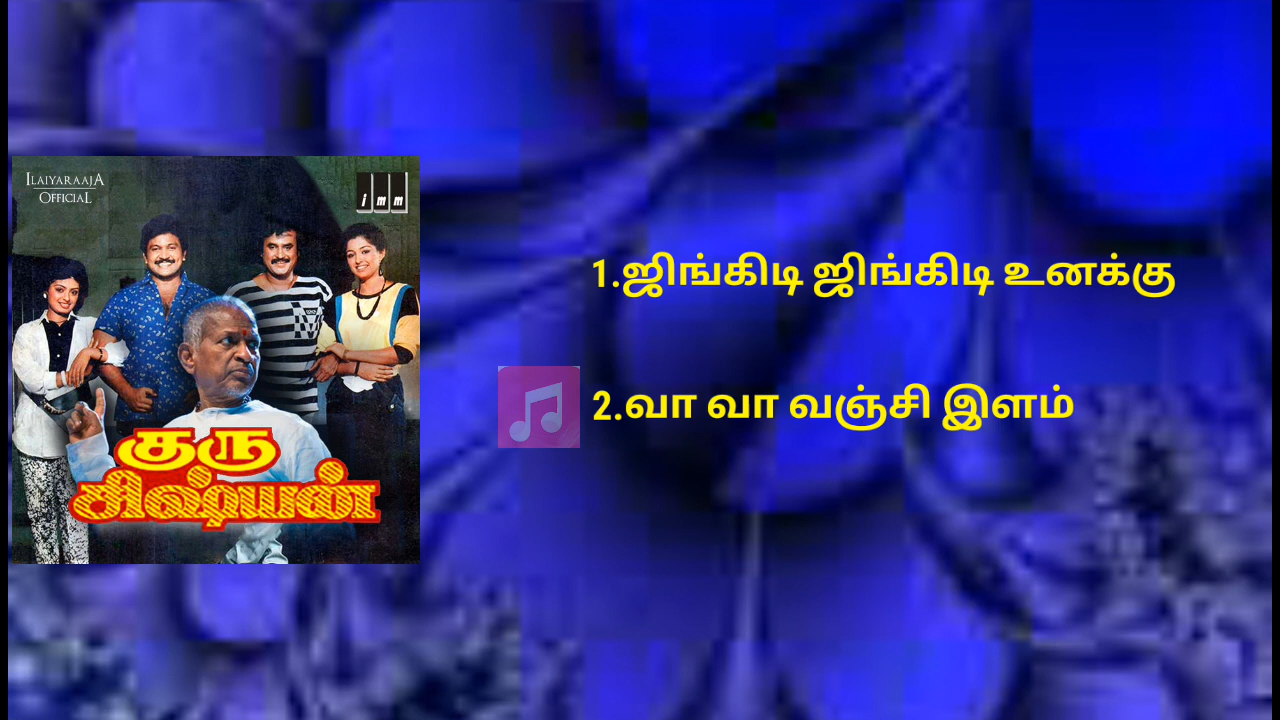 ILAIYARAAJA
OFFICIAL
imm
குரு
சிஷ்யன்
1.ஜிங்கிடி ஜிங்கிடி உனக்கு
2.வா வா வஞ்சி இளம்